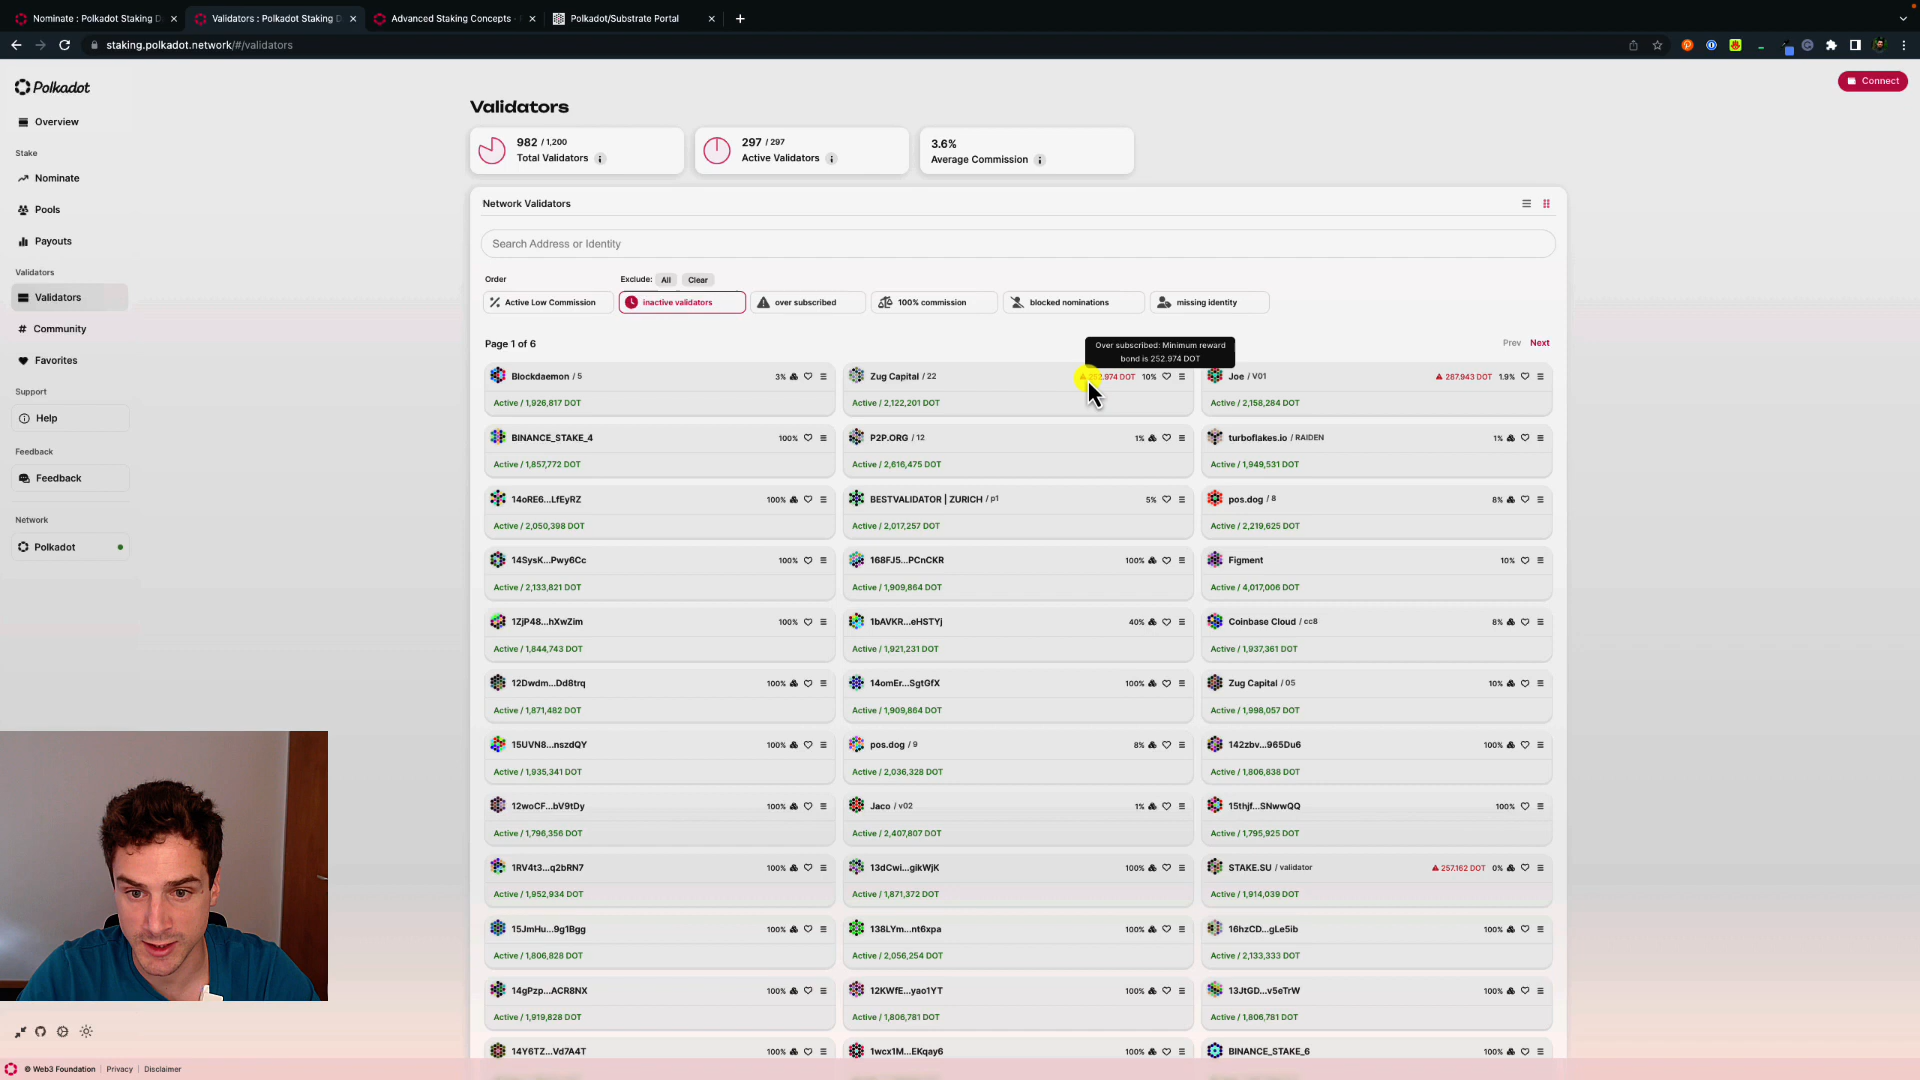 Nominate : Polkadot Staking D
Validators : Polkadot Staking D
Advanced Staking Concepts
Polkadot/Substrate Portal
staking.polkadot.network/#/validators
Polkadot
Connect
Overview
Stake
Nominate
Pools
Payouts
Validators
Validators
Community
Favorites
Support
Help
Feedback
Feedback
Network
Polkadot
Validators
982 / 1,200
Total Validators
297 / 297
Active Validators
3.6%
Average Commission
Network Validators
Search Address or Identity
Order
Exclude: All Clear
Active Low Commission
inactive validators
over subscribed
100% commission
blocked nominations
missing identity
Page 1 of 6
Prev Next
Over subscribed: Minimum reward
bond is 252.974 DOT
Blockdaemon / 5 3%
Active / 1,926,817 DOT
Zug Capital / 22 252.974 DOT 10%
Active / 2,122,201 DOT
Joe / V01 287.943 DOT 1.9%
Active / 2,158,284 DOT
BINANCE_STAKE_4 100%
Active / 1,857,772 DOT
P2P.ORG / 12 1%
Active / 2,616,475 DOT
turboflakes.io / RAIDEN 1%
Active / 1,949,531 DOT
14oRE6...LfEyRZ 100%
Active / 2,050,398 DOT
BESTVALIDATOR | ZURICH / p1 5%
Active / 2,017,257 DOT
pos.dog / 8 8%
Active / 2,219,625 DOT
14SysK...Pwy6Cc 100%
Active / 2,133,821 DOT
168FJ5...PCnCKR 100%
Active / 1,909,864 DOT
Figment 10%
Active / 4,017,006 DOT
1ZjP48...hXwZim 100%
Active / 1,844,743 DOT
1bAVKR...eHSTYj 40%
Active / 1,921,231 DOT
Coinbase Cloud / cc8 8%
Active / 1,937,361 DOT
12Dwdm...Dd8trq 100%
Active / 1,871,482 DOT
14omEr...SgtGfX 100%
Active / 1,909,864 DOT
Zug Capital / 05 10%
Active / 1,998,057 DOT
15UVN8...nszdQY 100%
Active / 1,935,341 DOT
pos.dog / 9 8%
Active / 2,036,328 DOT
142zbv...965Du6 100%
Active / 1,806,838 DOT
12woCF...bV9tDy 100%
Active / 1,796,356 DOT
Jaco / v02 1%
Active / 2,407,807 DOT
15thjf...SNwwQQ 100%
Active / 1,795,925 DOT
1RV4t3...q2bRN7 100%
Active / 1,952,934 DOT
13dCwi...gikWjK 100%
Active / 1,871,372 DOT
STAKE.SU / validator 257.162 DOT 0%
Active / 1,914,039 DOT
15JmHu...9g1Bgg 100%
Active / 1,806,828 DOT
138LYm...nt6xpa 100%
Active / 2,056,254 DOT
16hzCD...gLe5ib 100%
Active / 2,133,333 DOT
14gPzp...ACR8NX 100%
Active / 1,919,828 DOT
12KWfE...yao1YT 100%
Active / 1,806,781 DOT
13JtGD...v5eTrW 100%
Active / 1,806,781 DOT
14Y6TZ...Vd7A4T 100%
1wcx1M...EKqay6 100%
BINANCE_STAKE_6 100%
© Web3 Foundation | Privacy | Disclaimer